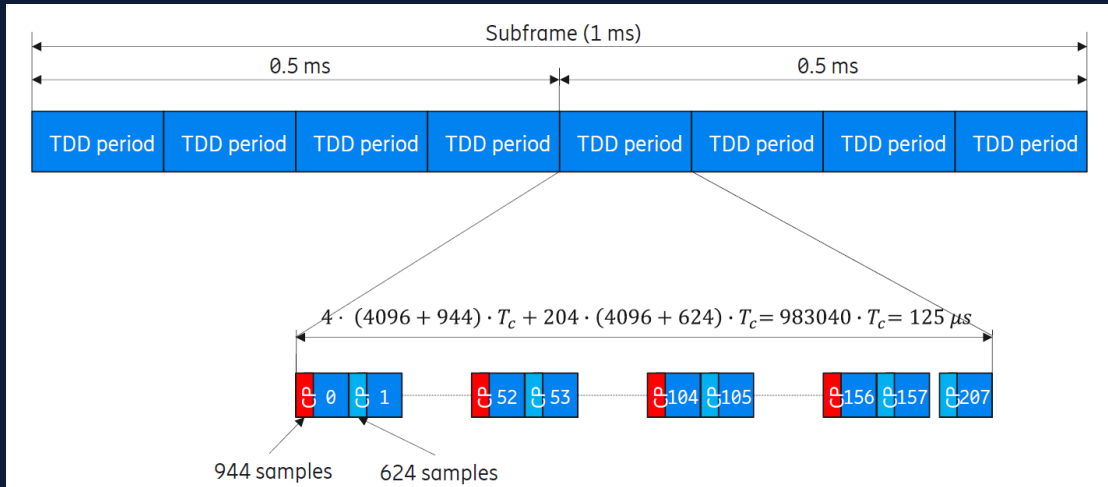 Subframe (1 ms)
0.5 ms 0.5 ms
TDD period TDD period TDD period TDD period TDD period TDD period TDD period TDD period
4 · (4096 + 944) · T_c + 204 · (4096 + 624) · T_c = 983040 · T_c = 125 μs
CP 0 CP 1 CP 52 CP 53 CP 104 CP 105 CP 156 CP 157 CP 207
944 samples 624 samples